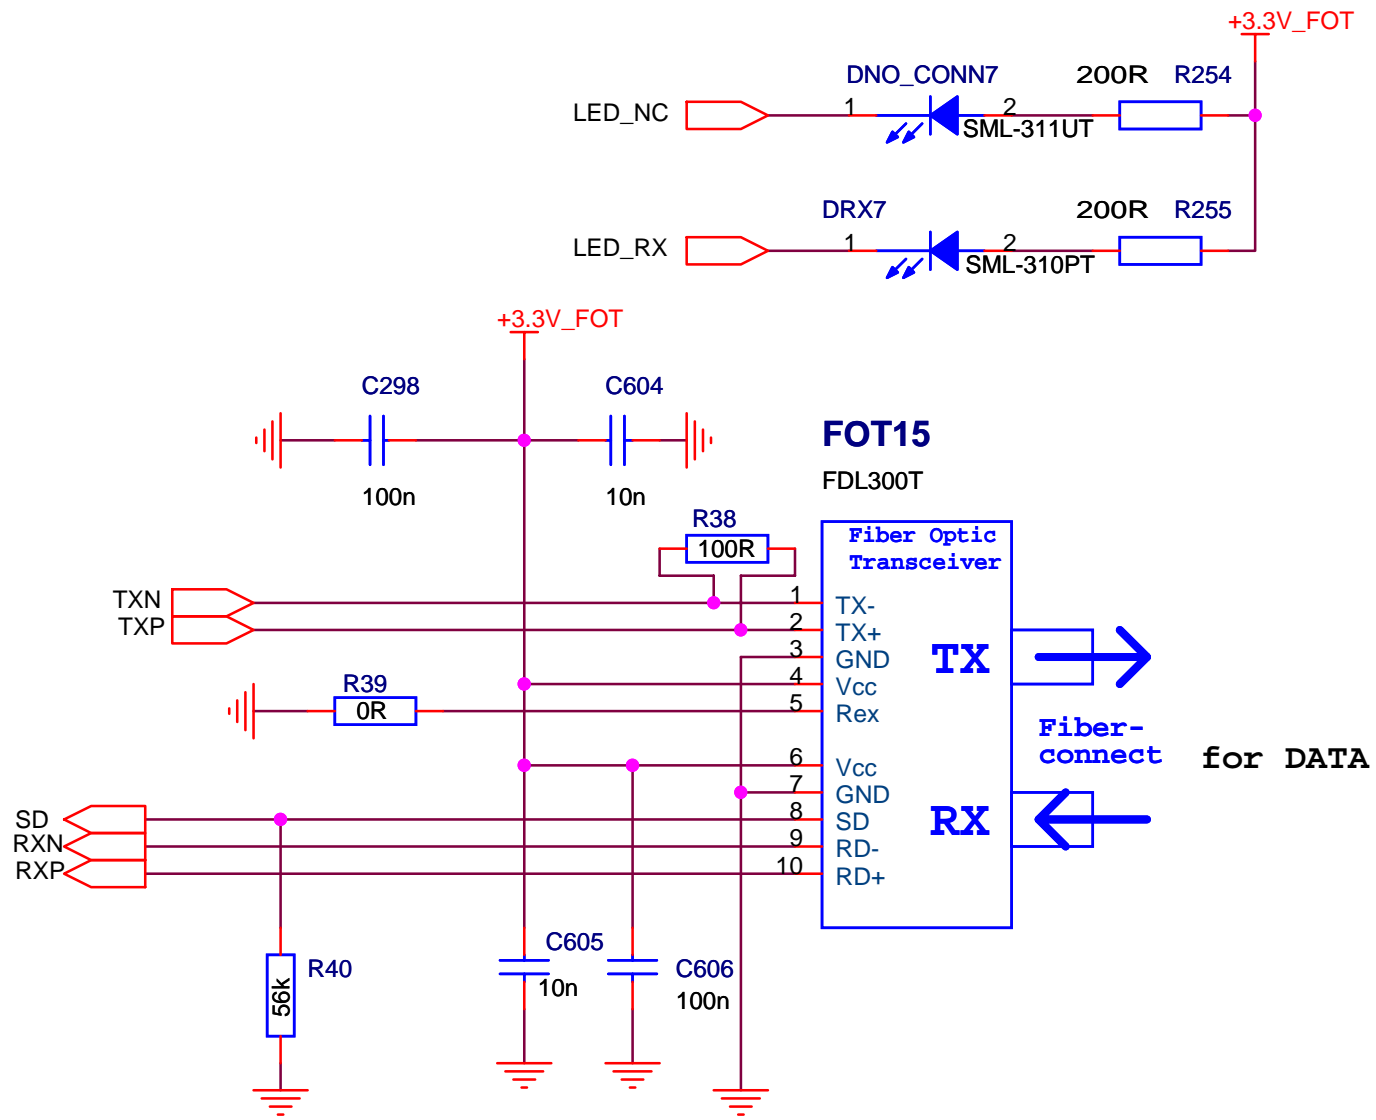 +3.3V_FOT
DNO_CONN7
200R R254
LED_NC
1
2
SML-311UT
DRX7
200R R255
LED_RX
1
2
SML-310PT
+3.3V_FOT
C298
C604
100n
10n
FOT15
FDL300T
R38
100R
Fiber Optic
Transceiver
TXN
1
TX-
TXP
2
TX+
3
GND
TX
R39
4
Vcc
0R
5
Rex
Fiber-
connect
for DATA
6
Vcc
7
GND
SD
8
SD
RX
RXN
9
RD-
RXP
10
RD+
C605
10n
R40
56k
C606
100n